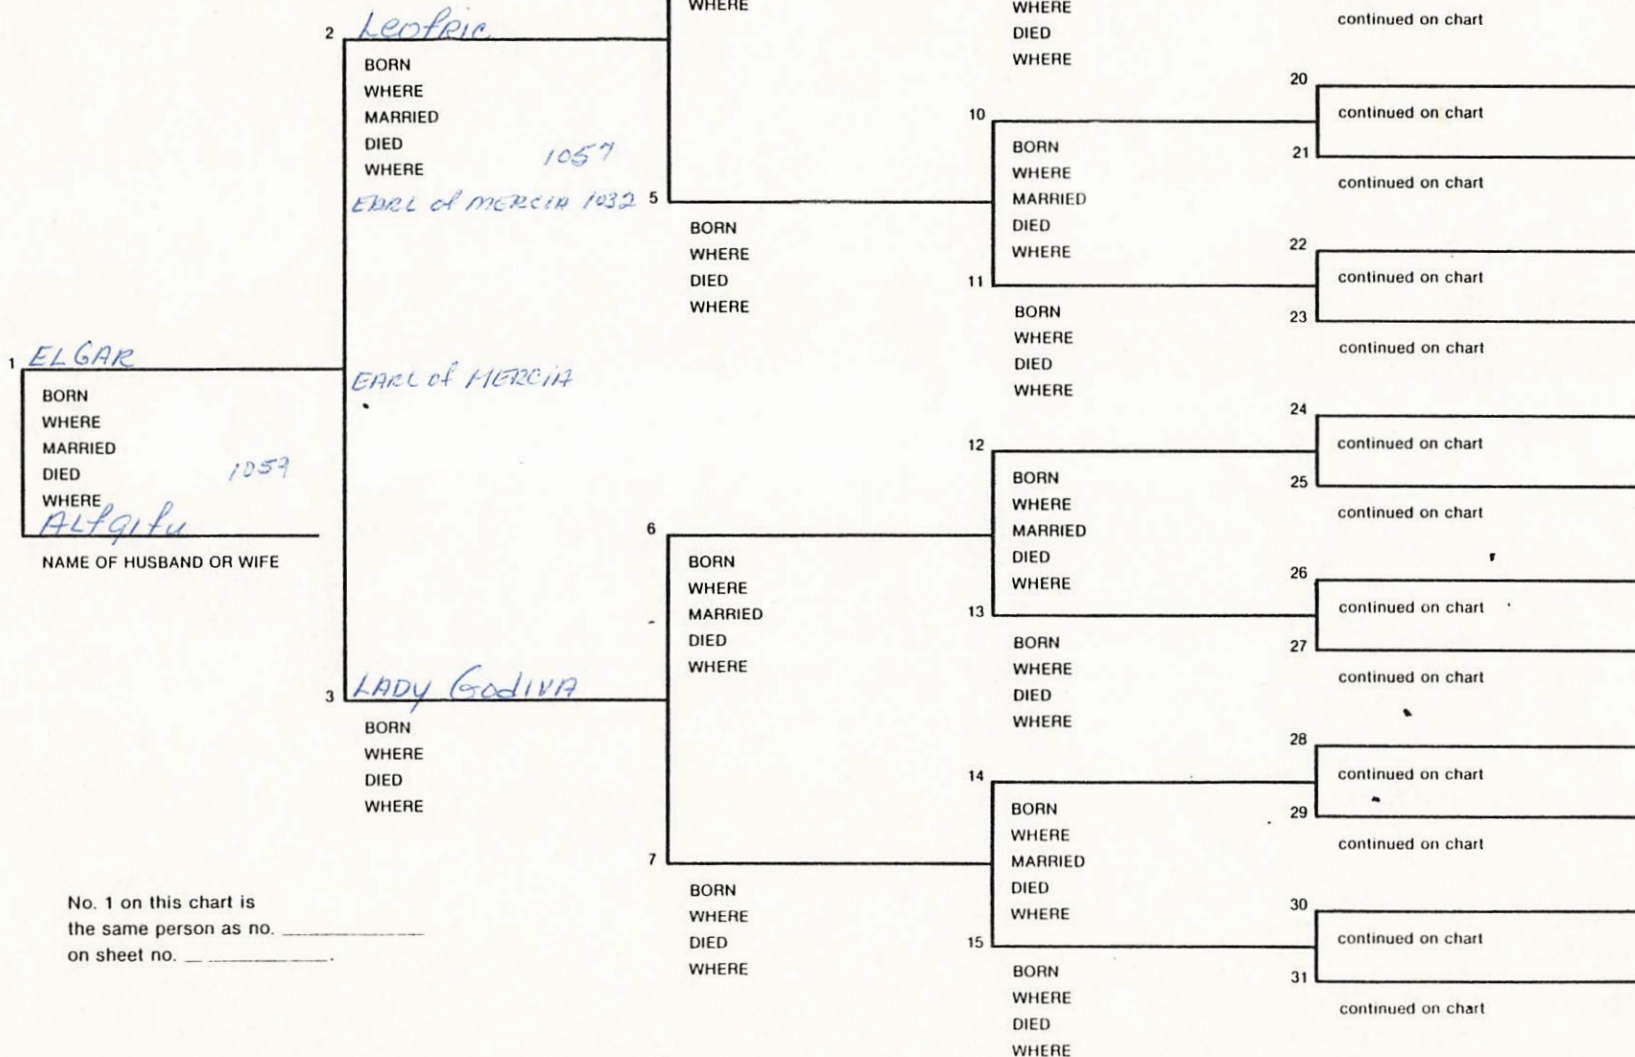 2 Leofric
BORN
WHERE
MARRIED
DIED
WHERE 1057
EARL of MERCIA 1032
1 ELGAR
EARL of MERCIA
BORN
WHERE
MARRIED
DIED 1059
WHERE
Alfgifu
NAME OF HUSBAND OR WIFE
3 LADY GodIVA
BORN
WHERE
DIED
WHERE
No. 1 on this chart is
the same person as no.
on sheet no.
WHERE
5
BORN
WHERE
DIED
WHERE
6
BORN
WHERE
MARRIED
DIED
WHERE
7
BORN
WHERE
DIED
WHERE
WHERE
DIED
WHERE
10
BORN
WHERE
MARRIED
DIED
WHERE
11
BORN
WHERE
DIED
WHERE
12
BORN
WHERE
MARRIED
DIED
WHERE
13
BORN
WHERE
DIED
WHERE
14
BORN
WHERE
MARRIED
DIED
WHERE
15
BORN
WHERE
DIED
WHERE
continued on chart
20
continued on chart
21
continued on chart
22
continued on chart
23
continued on chart
24
continued on chart
25
continued on chart
26
continued on chart
27
continued on chart
28
continued on chart
29
continued on chart
30
continued on chart
31
continued on chart